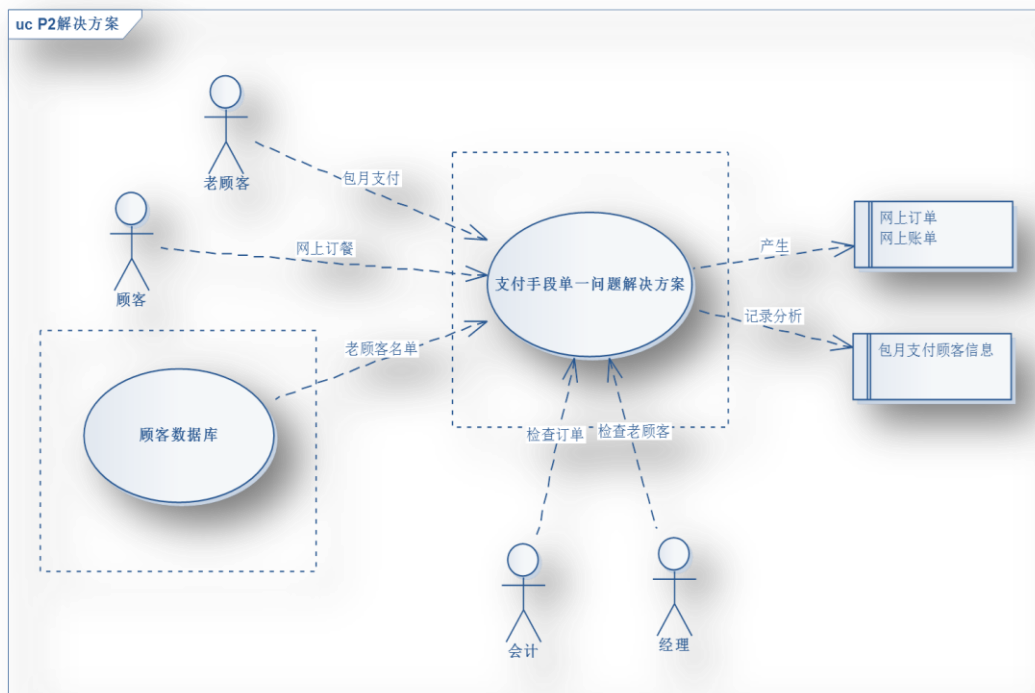 uc P2解决方案
老顾客
包月支付
顾客
网上订餐
支付手段单一问题解决方案
产生
网上订单
网上账单
记录分析
包月支付顾客信息
老顾客名单
顾客数据库
检查订单
检查老顾客
会计
经理